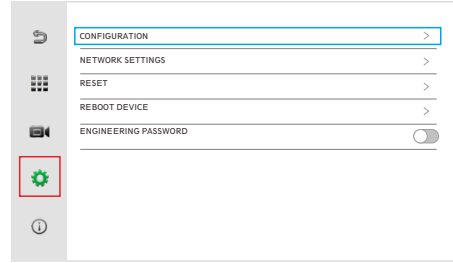 CONFIGURATION
NETWORK SETTINGS
RESET
REBOOT DEVICE
ENGINEERING PASSWORD